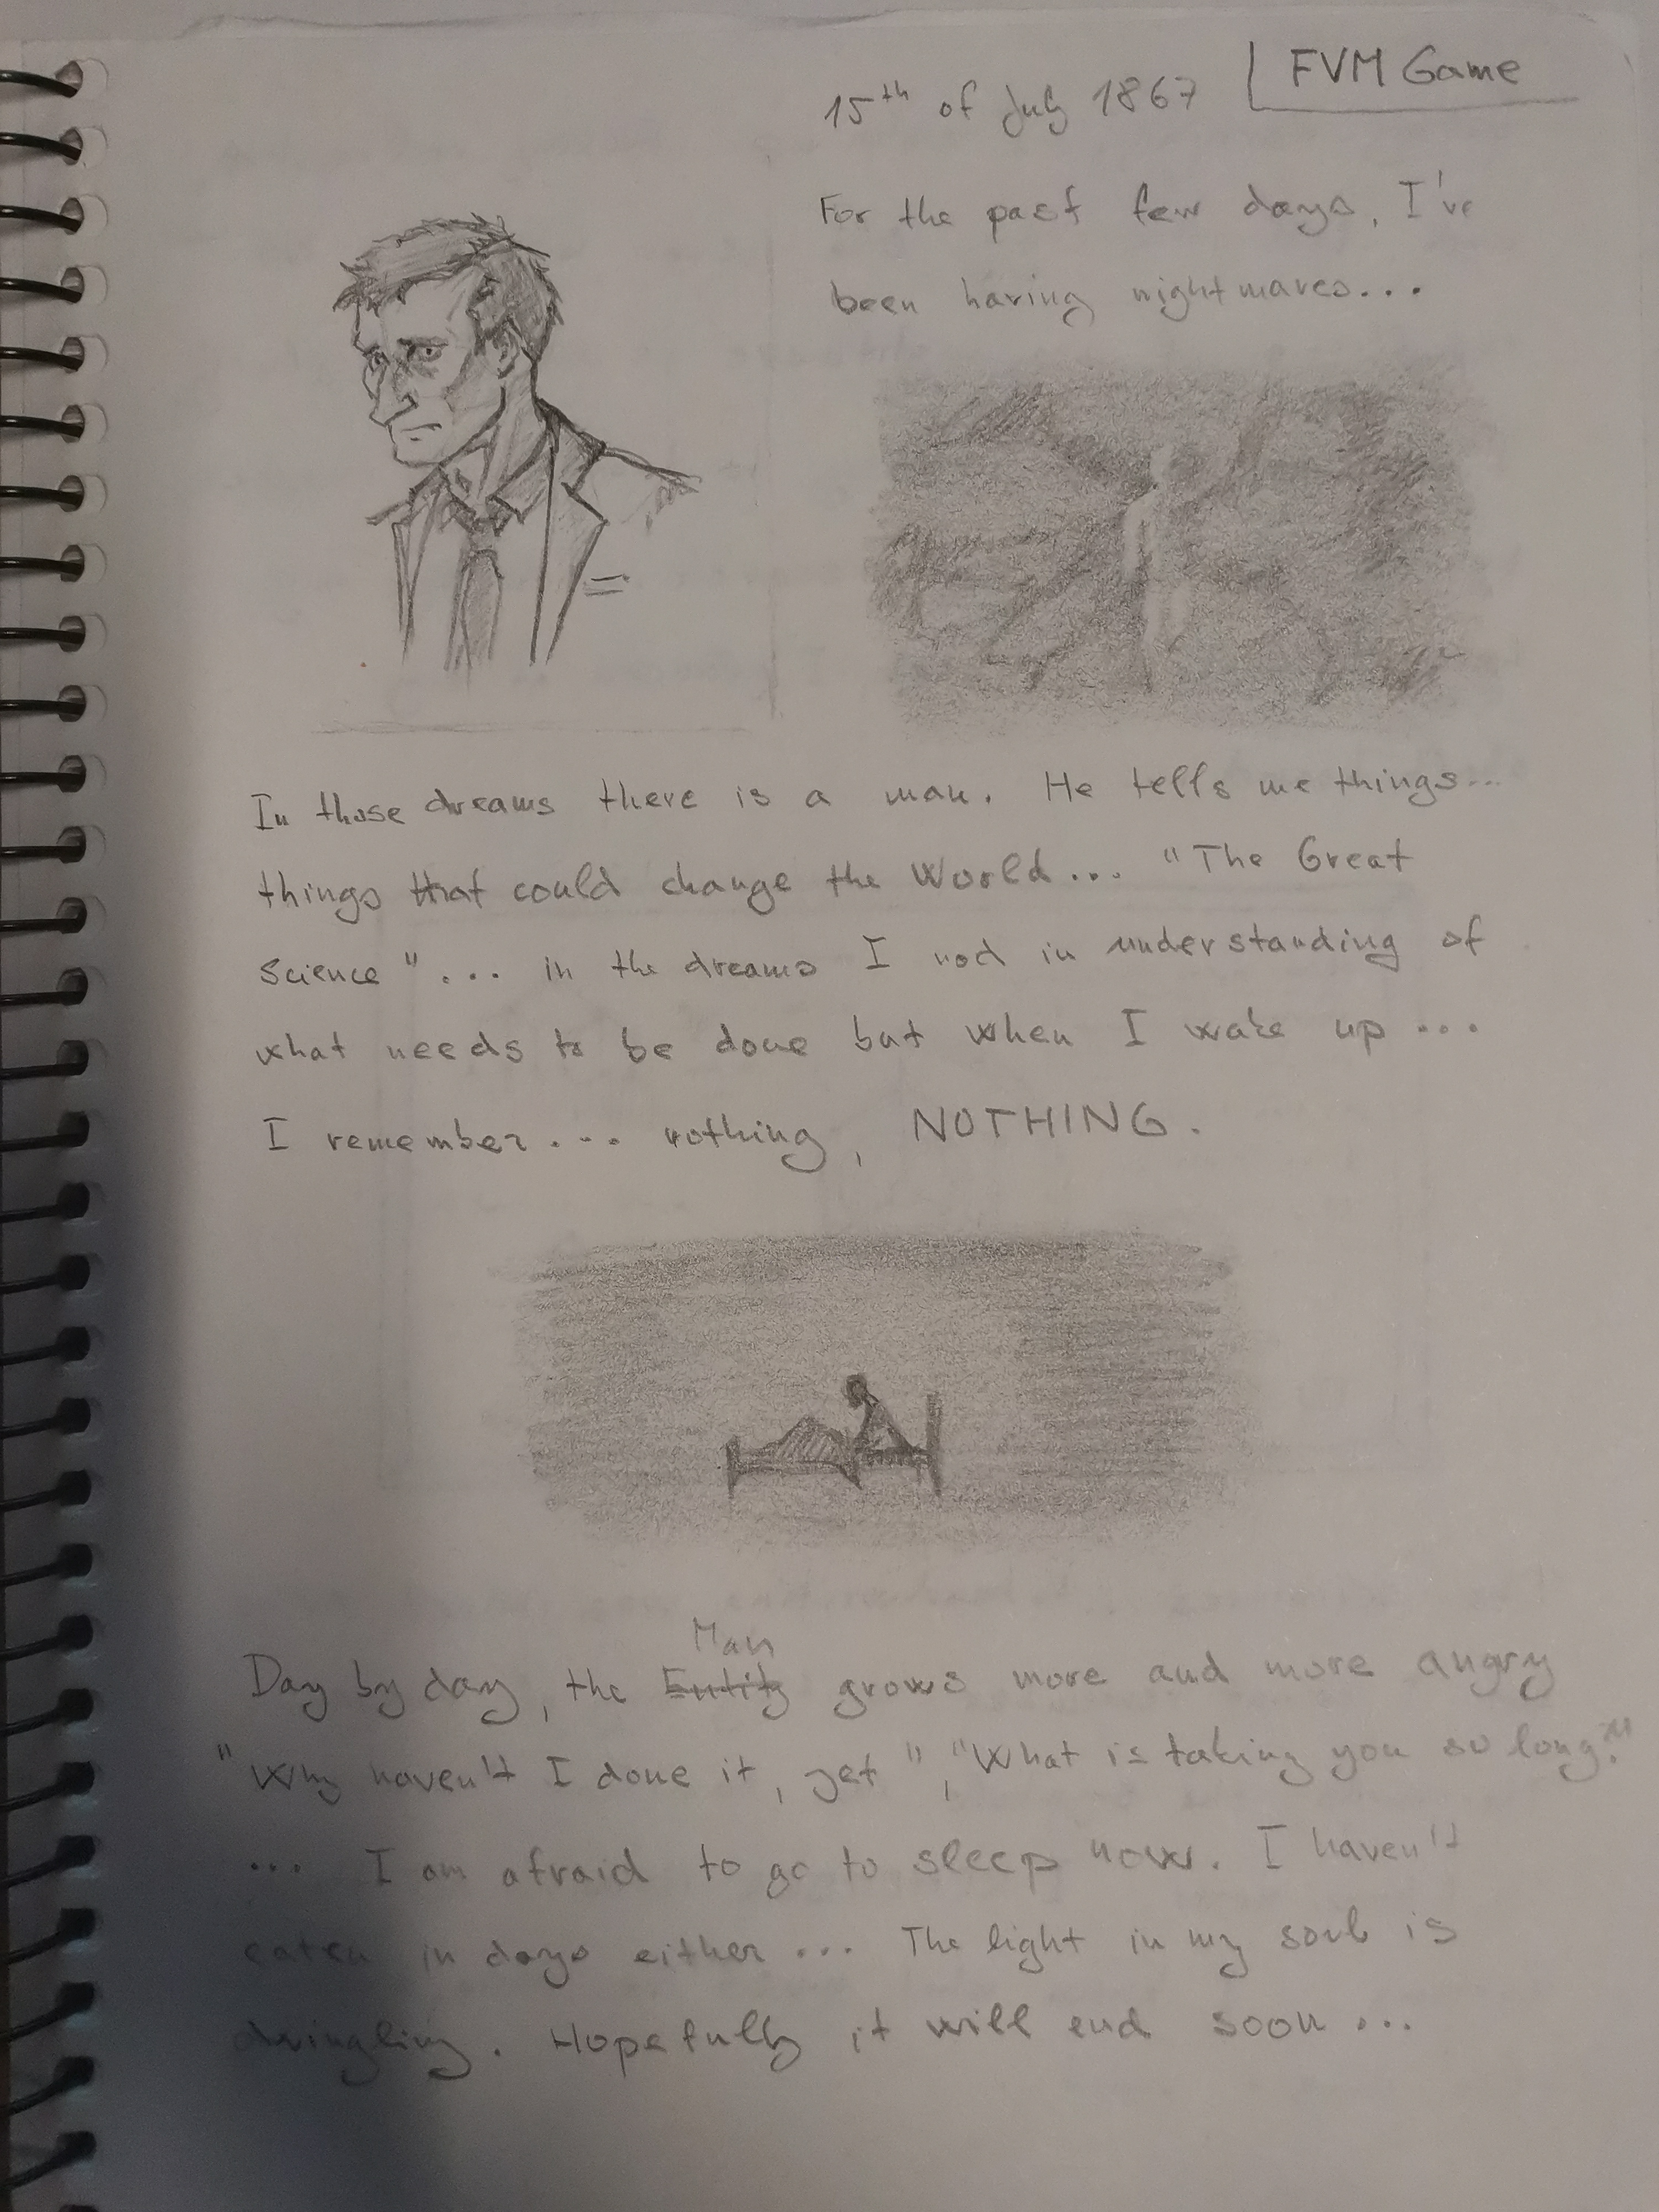 FVM Game
15th of July 1867
For the past few days, I've
been having nightmares...
In those dreams there is a man. He tells me things...
things that could change the World... "The Great
Science"... in the dreams I nod in understanding of
what needs to be done but when I wake up...
I remember... nothing, NOTHING.
Man
Day by day, the Entity grows more and more angry
"Why haven't I done it, yet", "What is taking you so long?"
... I am afraid to go to sleep now. I haven't
eaten in days either... The light in my soul is
dwingling. Hopefully it will end soon...